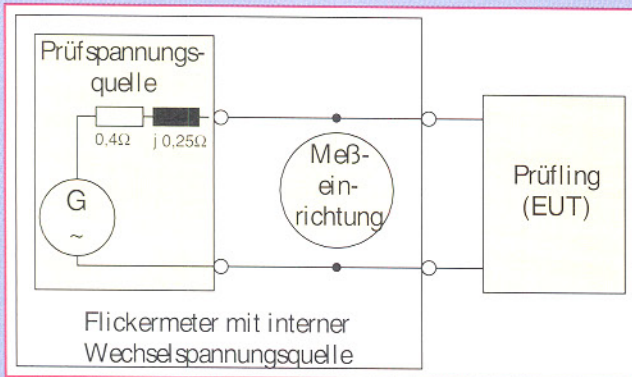 Prüfspannungs-
quelle
0,4Ω
j 0,25Ω
G
~
Meß-
ein-
richtung
Prüfling
(EUT)
Flickermeter mit interner
Wechselspannungsquelle